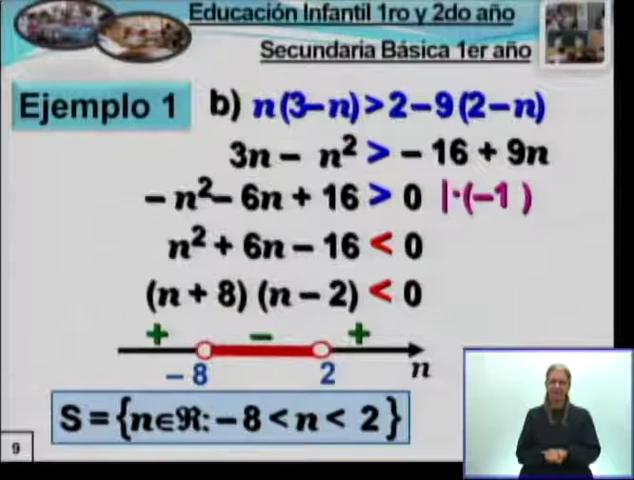 Educación Infantil 1ro y 2do año
Secundaria Básica 1er año
Ejemplo 1 b) n(3−n)>2−9(2−n)
3n − n² > − 16 + 9n
− n² − 6n + 16 > 0 |·(−1 )
n² + 6n − 16 < 0
(n + 8) (n − 2) < 0
+ − +
− 8 2 n
S = {n∈ℜ: − 8 < n < 2 }
9